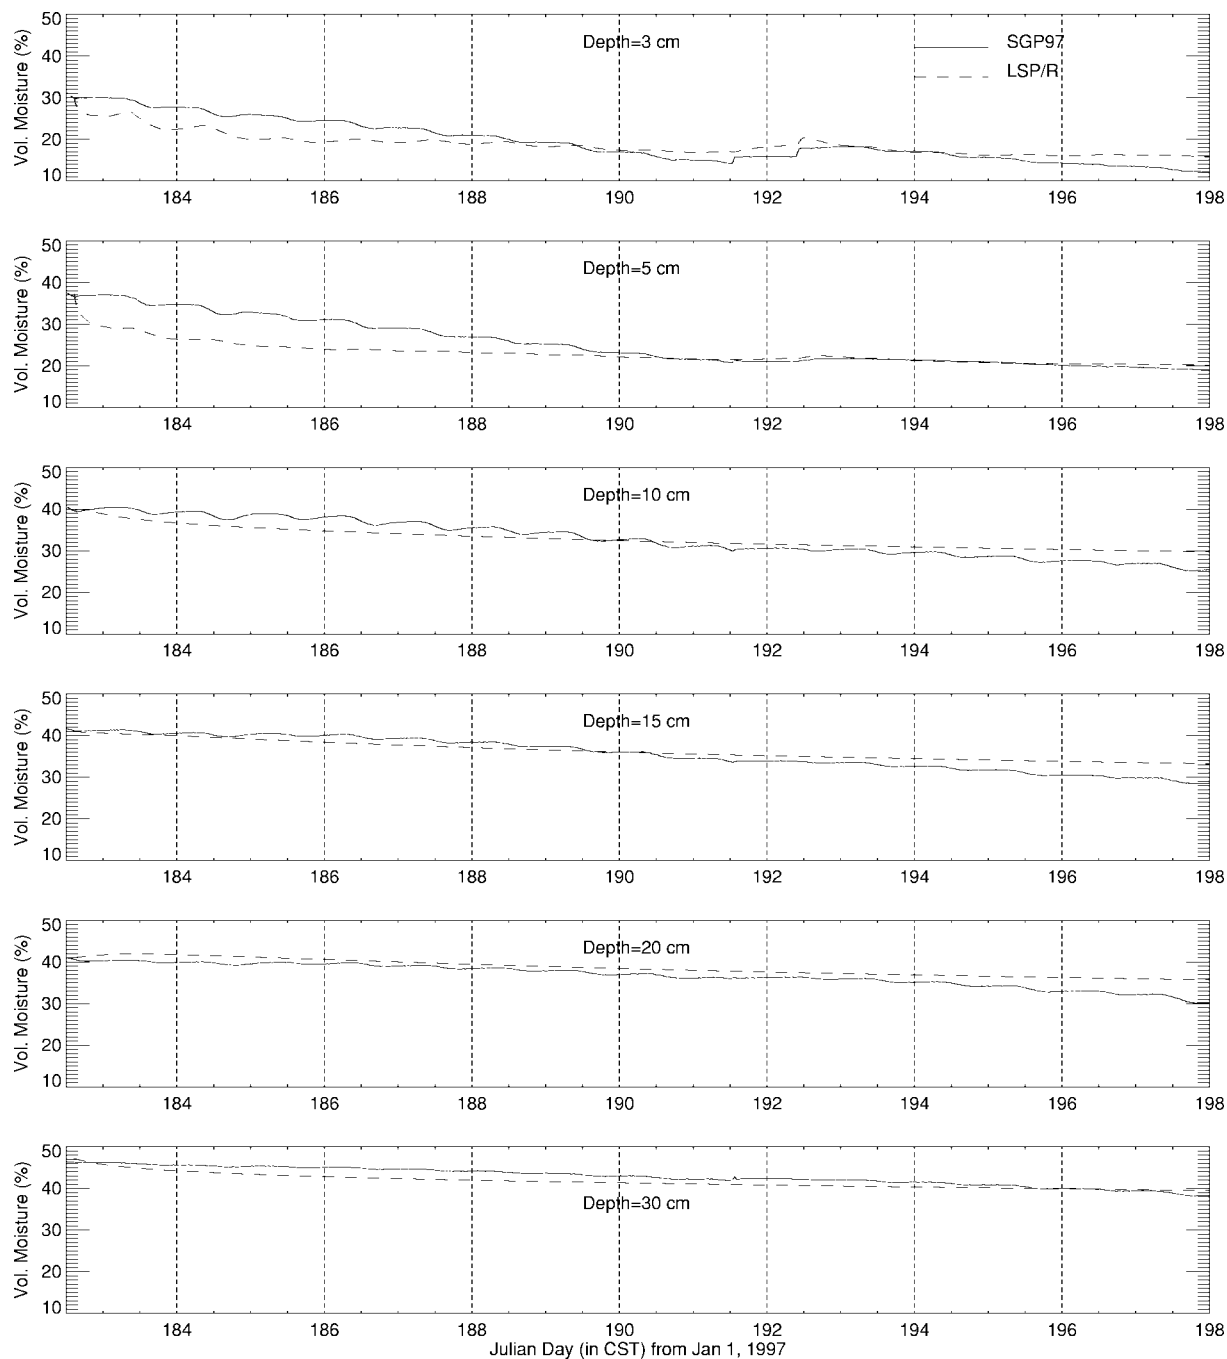 50
Depth=3 cm
SGP97
40
LSP/R
30
20
10
Vol. Moisture (%)
184 186 188 190 192 194 196 198
50
Depth=5 cm
40
30
20
10
Vol. Moisture (%)
184 186 188 190 192 194 196 198
50
Depth=10 cm
40
30
20
10
Vol. Moisture (%)
184 186 188 190 192 194 196 198
50
Depth=15 cm
40
30
20
10
Vol. Moisture (%)
184 186 188 190 192 194 196 198
50
Depth=20 cm
40
30
20
10
Vol. Moisture (%)
184 186 188 190 192 194 196 198
50
40
Depth=30 cm
30
20
10
Vol. Moisture (%)
184 186 188 190 192 194 196 198
Julian Day (in CST) from Jan 1, 1997